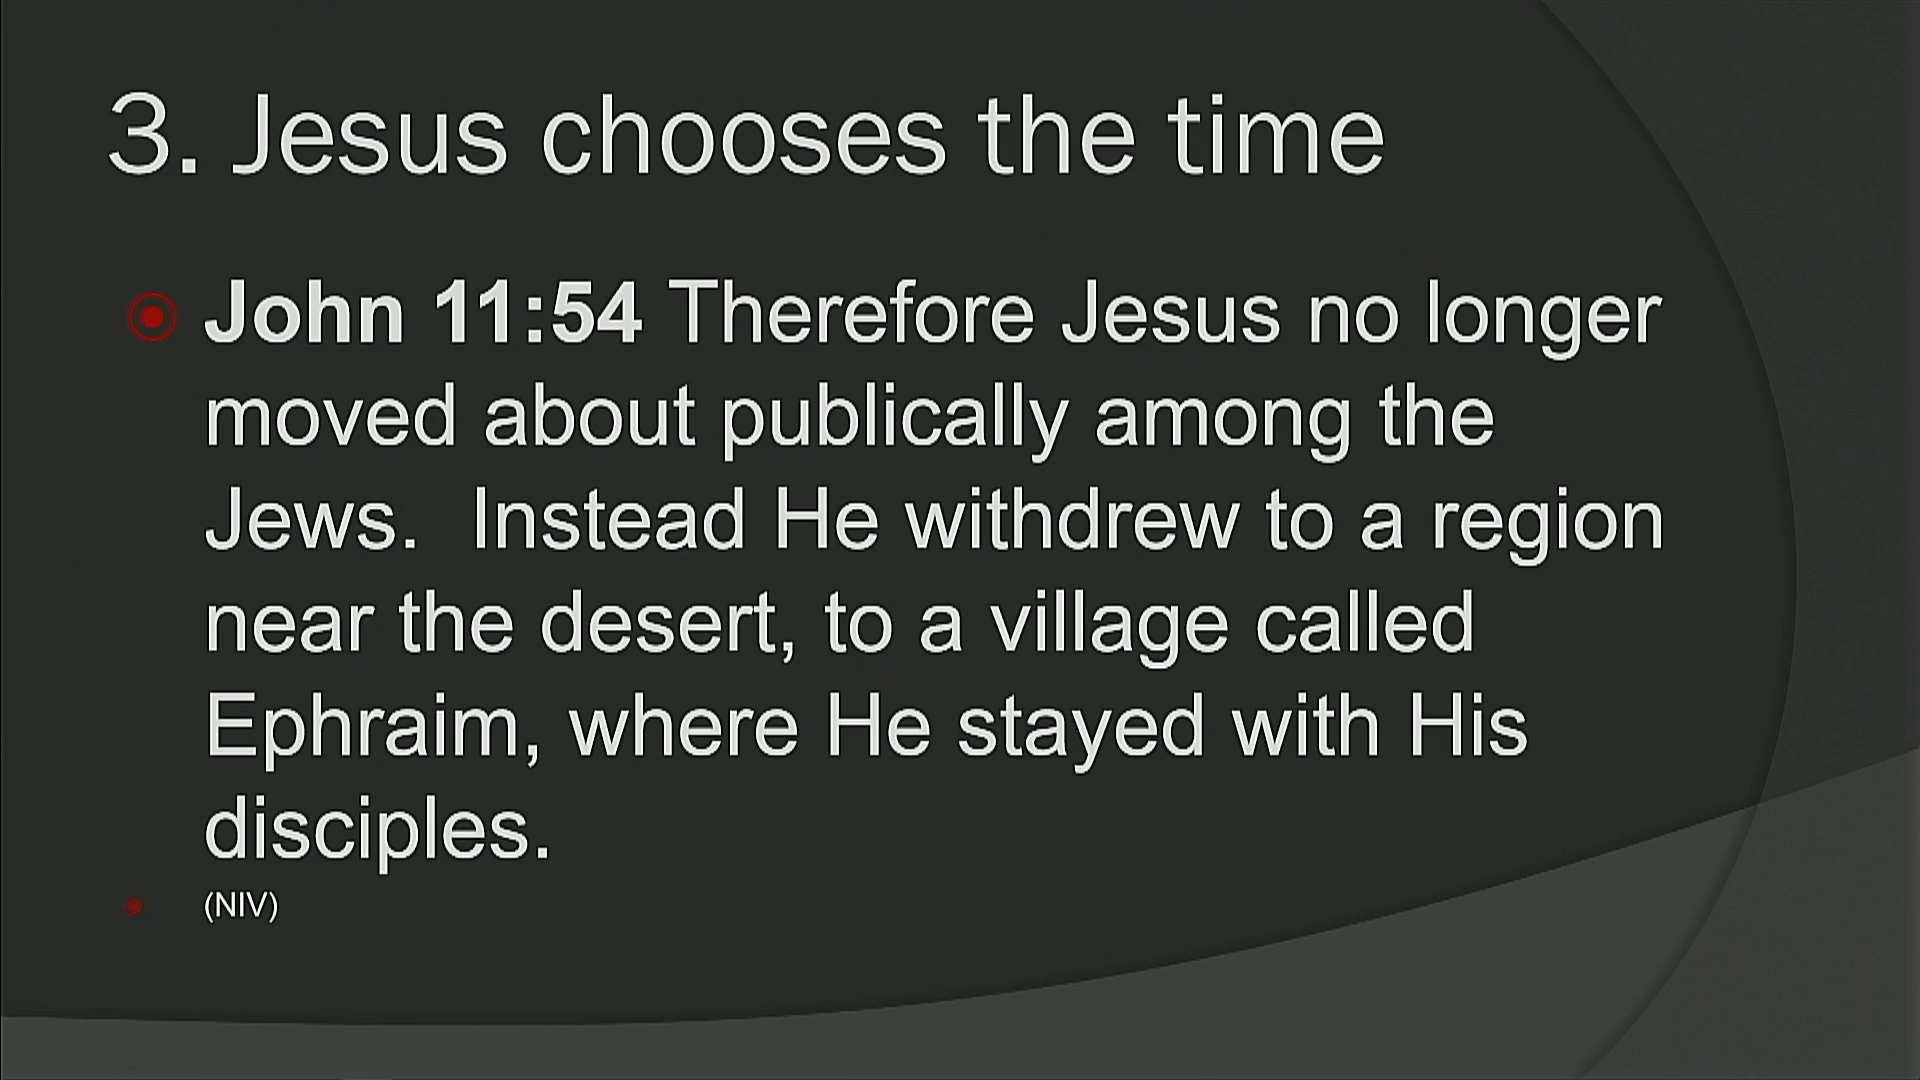 3. Jesus chooses the time
John 11:54 Therefore Jesus no longer
moved about publically among the
Jews.  Instead He withdrew to a region
near the desert, to a village called
Ephraim, where He stayed with His
disciples.
(NIV)